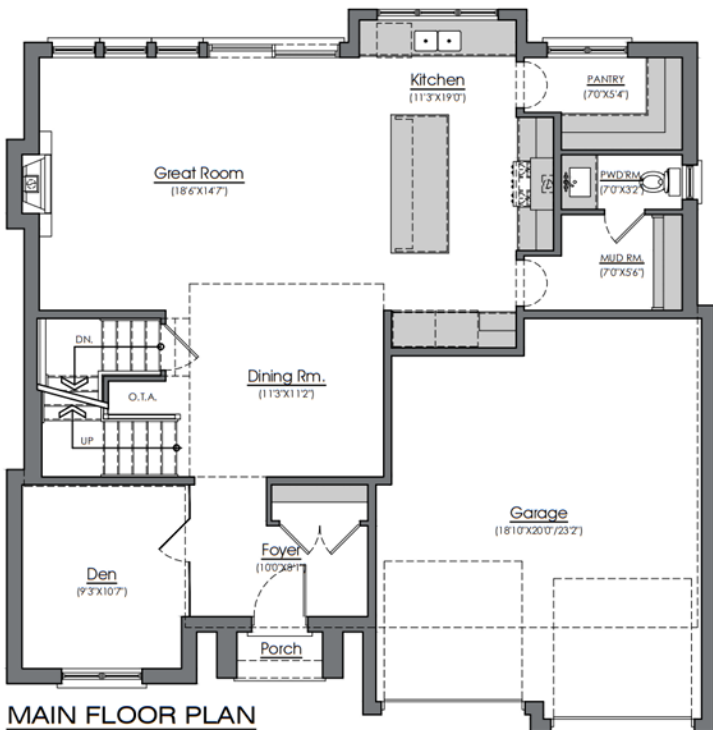 Kitchen
(11'3"X19'0")
PANTRY
(7'0"X5'4")
Great Room
(18'6"X14'7")
PWD RM.
(7'0"X3'2")
MUD RM.
(7'0"X5'6")
DN.
O.T.A.
UP
Dining Rm.
(11'3"X11'2")
Garage
(18'10"X20'0"/23'2")
Foyer
(10'0"X8'1")
Den
(9'3"X10'7")
Porch
MAIN FLOOR PLAN